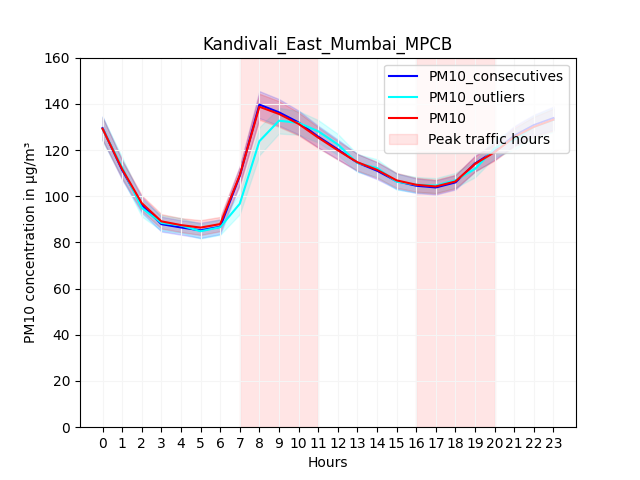 Kandivali_East_Mumbai_MPCB
PM10 concentration in µg/m³
160
140
120
100
80
60
40
20
0
PM10_consecutives
PM10_outliers
PM10
Peak traffic hours
0 1 2 3 4 5 6 7 8 9 10 11 12 13 14 15 16 17 18 19 20 21 22 23
Hours